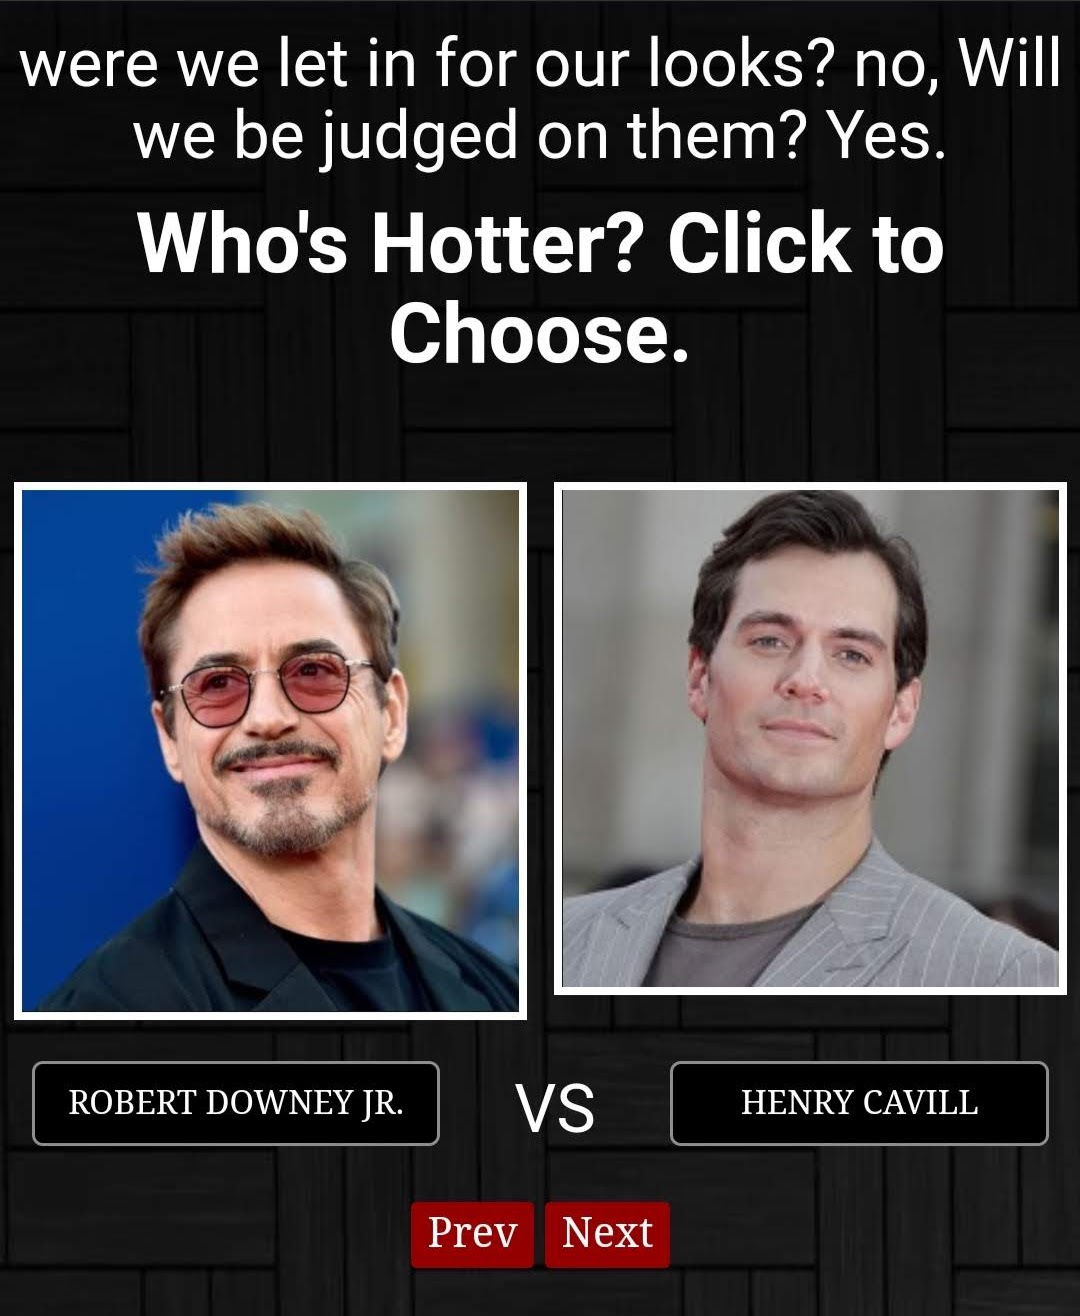 were we let in for our looks? no, Will
we be judged on them? Yes.
Who's Hotter? Click to
Choose.
ROBERT DOWNEY JR.
VS
HENRY CAVILL
Prev
Next